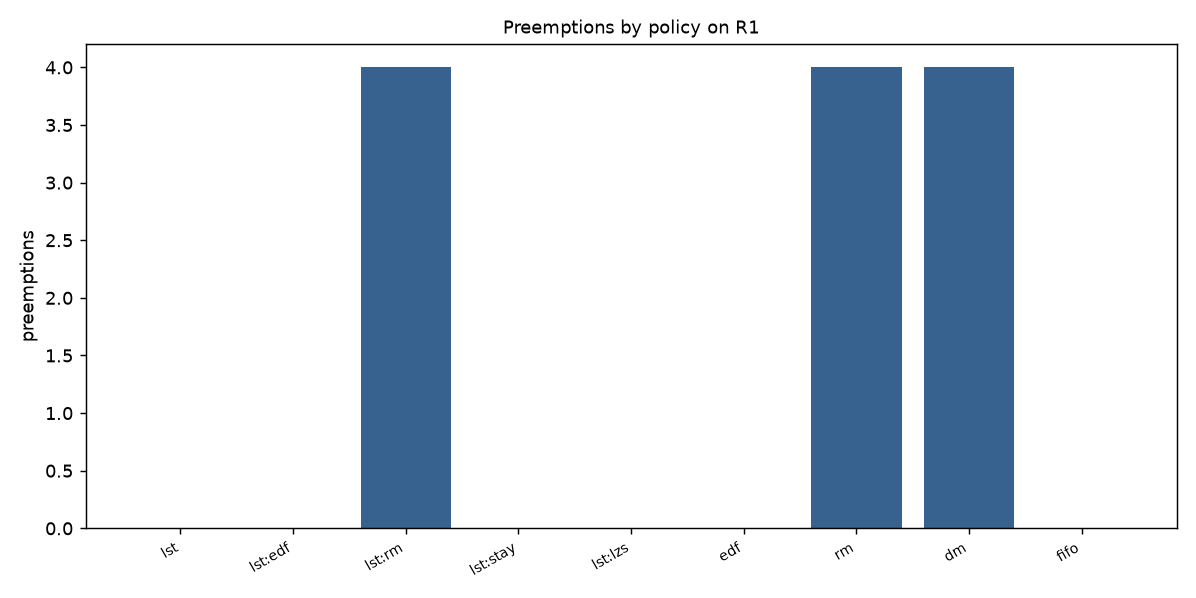 Preemptions by policy on R1
preemptions
4.0
3.5
3.0
2.5
2.0
1.5
1.0
0.5
0.0
lst
lst:edf
lst:rm
lst:stay
lst:lzs
edf
rm
dm
fifo